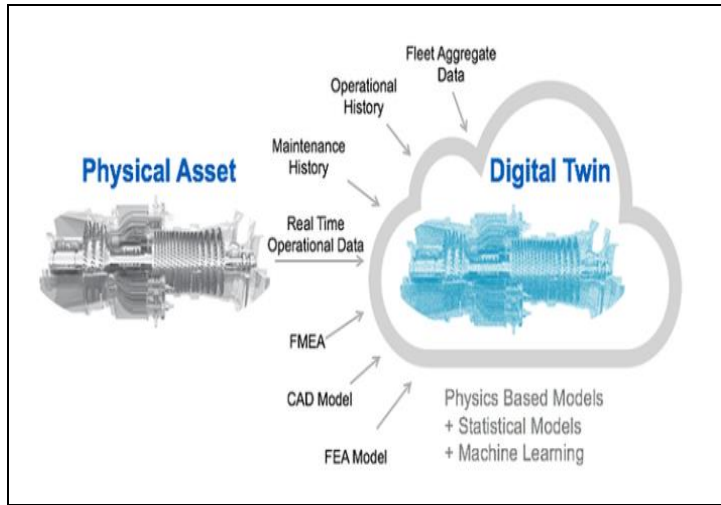 Fleet Aggregate
Data
Operational
History
Maintenance
History
Physical Asset
Digital Twin
Real Time
Operational Data
FMEA
CAD Model
FEA Model
Physics Based Models
+ Statistical Models
+ Machine Learning